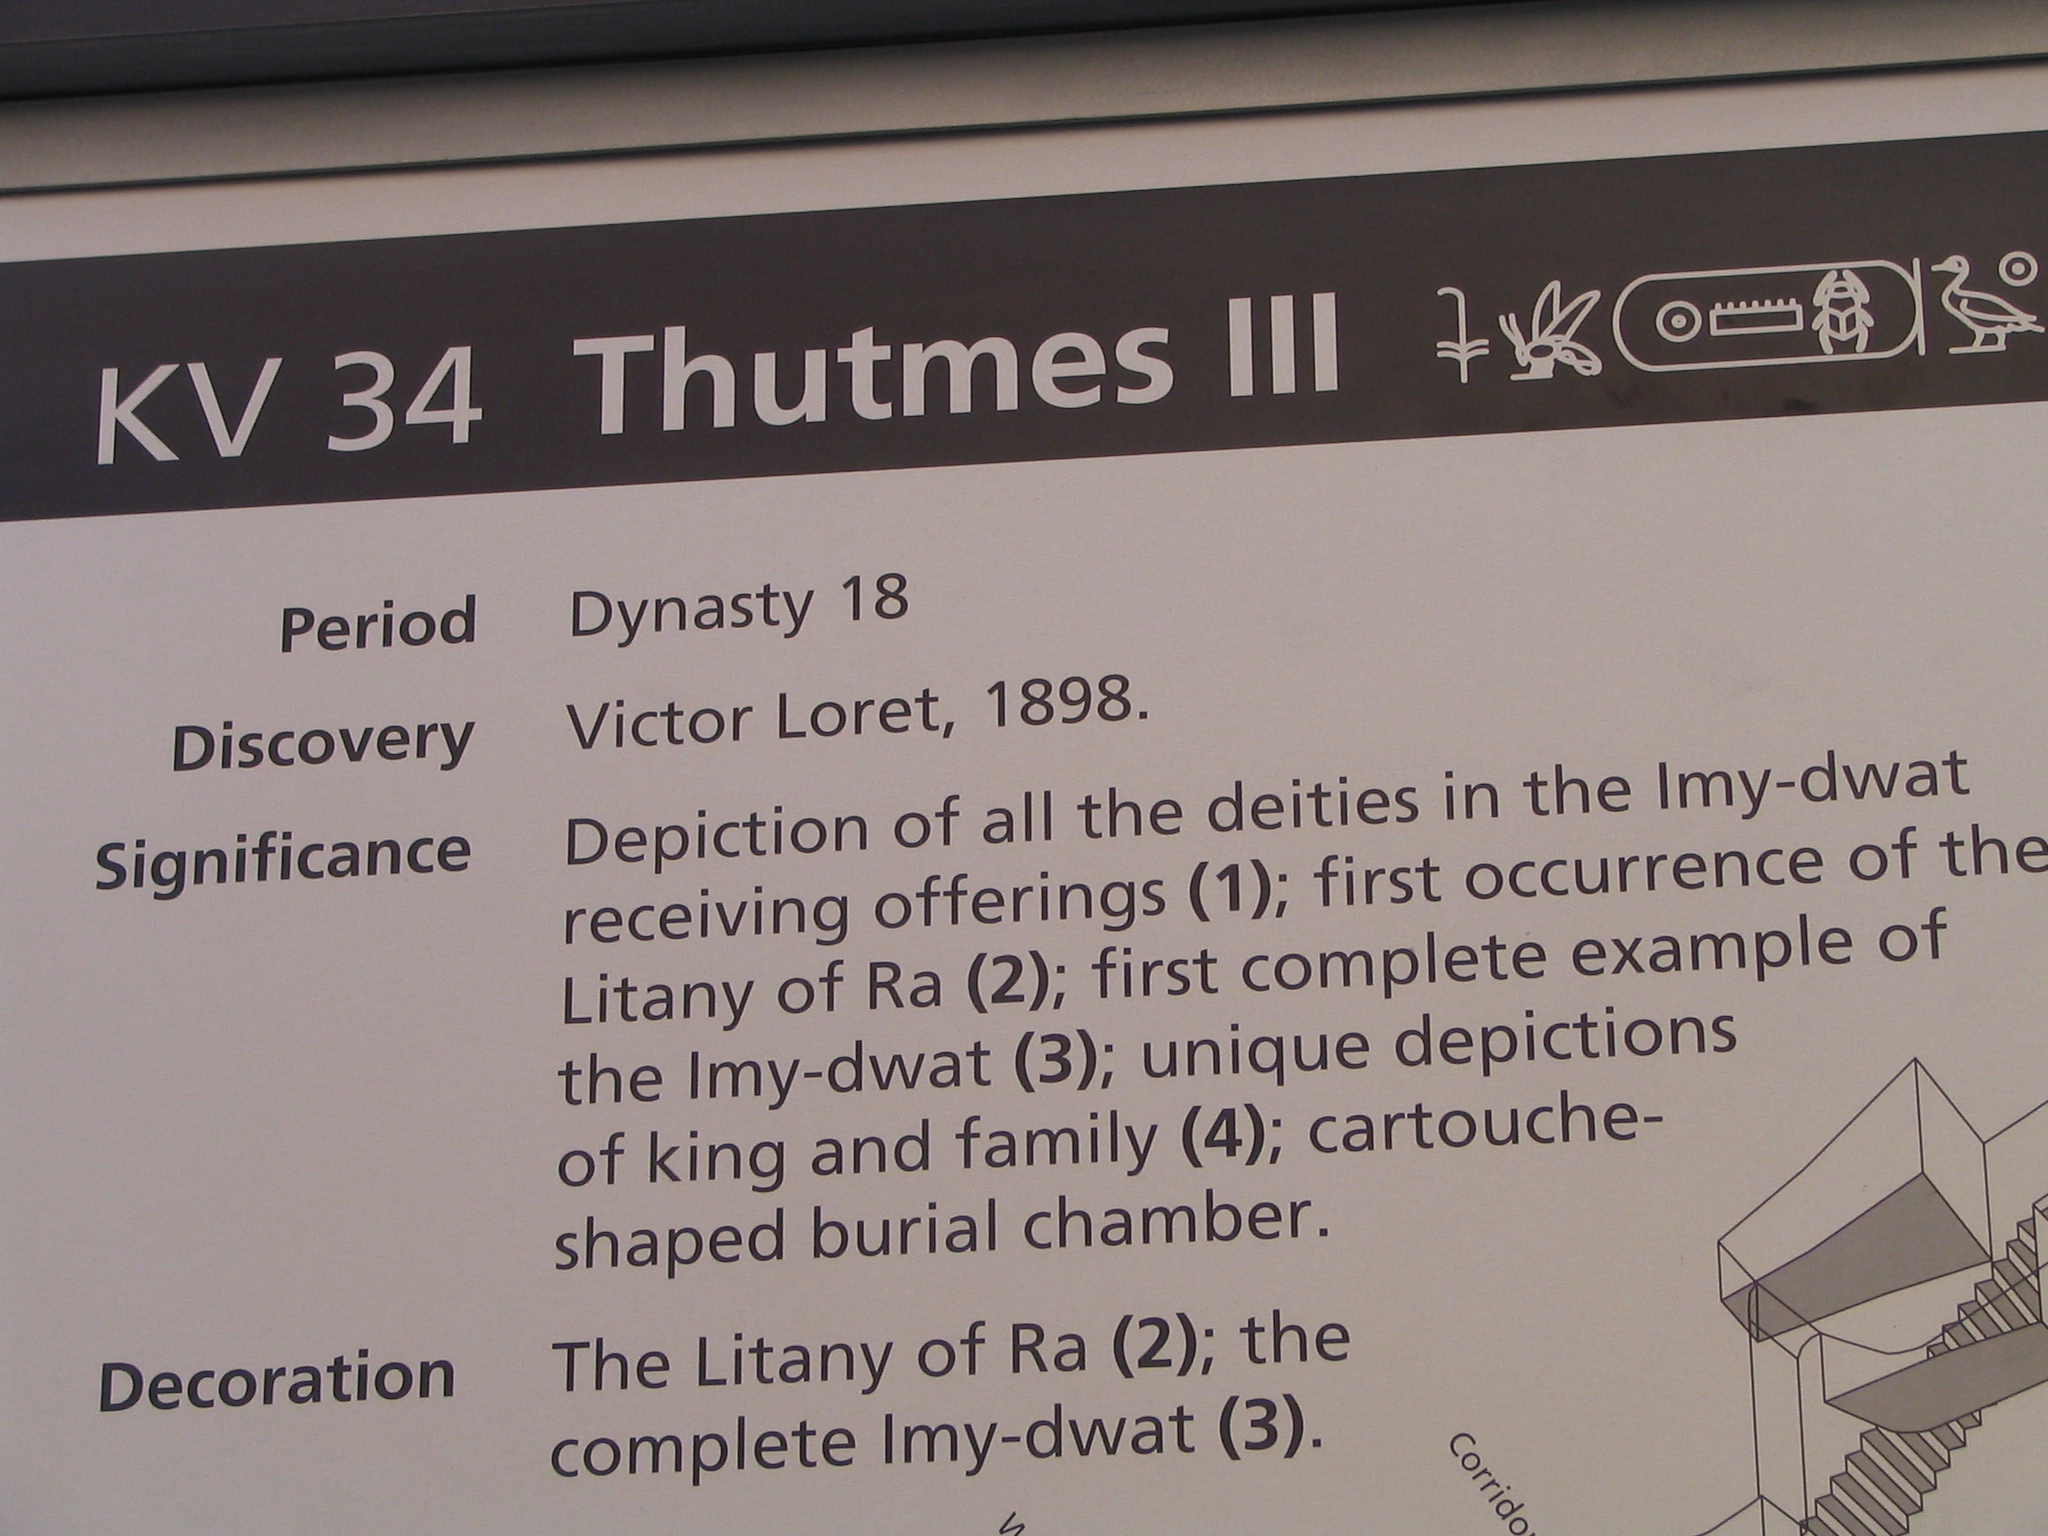 KV 34 Thutmes III
Period Dynasty 18
Discovery Victor Loret, 1898.
Significance Depiction of all the deities in the Imy-dwat
receiving offerings (1); first occurrence of the
Litany of Ra (2); first complete example of
the Imy-dwat (3); unique depictions
of king and family (4); cartouche-
shaped burial chamber.
Decoration The Litany of Ra (2); the
complete Imy-dwat (3).